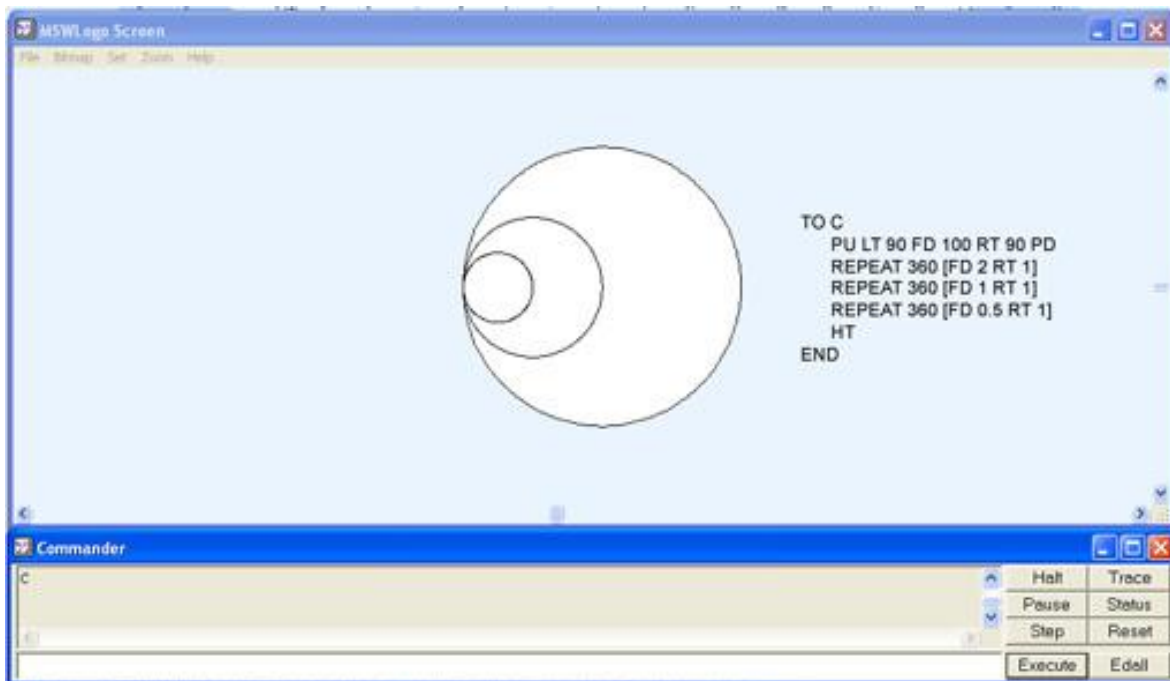 MSWLogo Screen
File Bitmap Set Zoom Help
TO C
PU LT 90 FD 100 RT 90 PD
REPEAT 360 [FD 2 RT 1]
REPEAT 360 [FD 1 RT 1]
REPEAT 360 [FD 0.5 RT 1]
HT
END
Commander
C
Halt Trace
Pause Status
Step Reset
Execute Edall